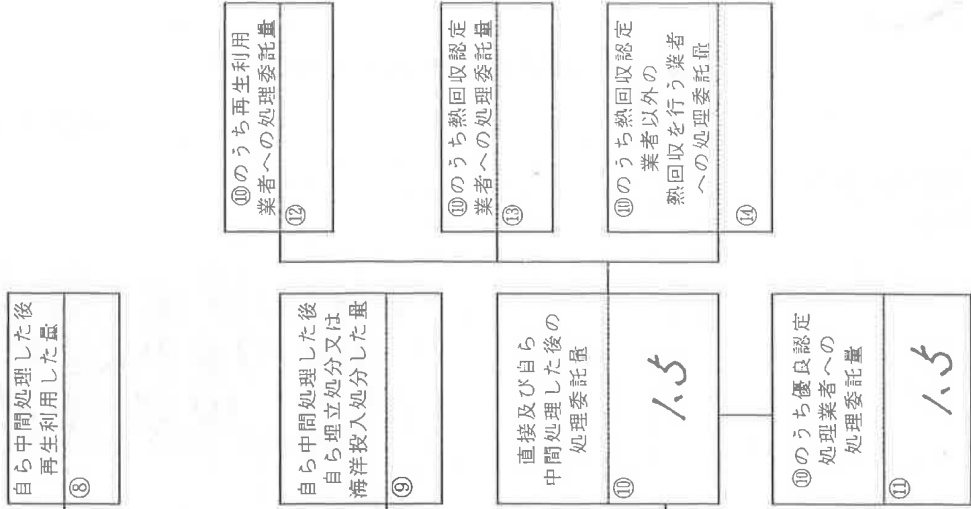 自ら中間処理した後
再生利用した量
⑧
自ら中間処理した後
自ら埋立処分又は
海洋投入処分した量
⑨
直接及び自ら
中間処理した後の
処理委託量
⑩
1.5
⑩のうち優良認定
処理業者への
処理委託量
⑪
1.5
⑩のうち再生利用
業者への処理委託量
⑫
⑩のうち熱回収認定
業者への処理委託量
⑬
⑩のうち熱回収認定
業者以外の
熱回収を行う業者
への処理委託量
⑭